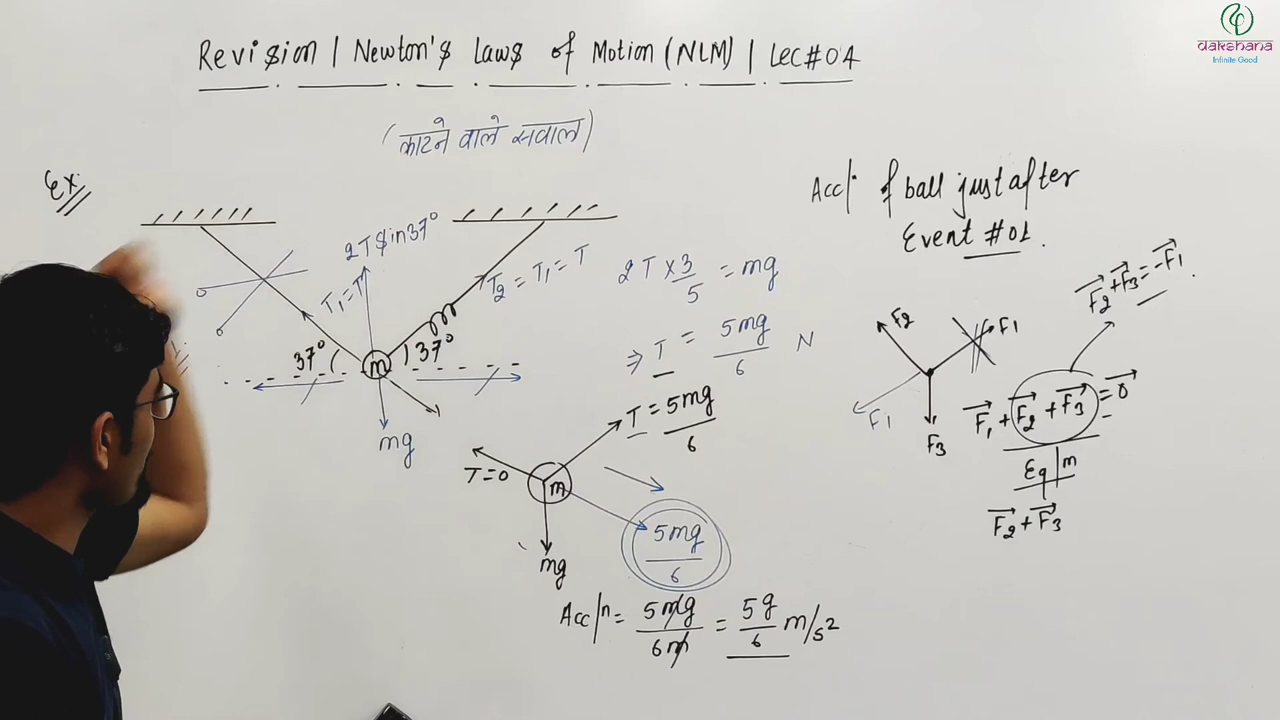 dakshana
Infinite Good
Revision | Newton's Laws of Motion (NLM) | Lec#04
(काटने वाले सवाल)
Ex.
Acc/ⁿ of ball just after
Event #01.
2T Sin37°
T₁=T
T₂=T₁=T
37°
37°
m
mg
2T × 3/5 = mg
⇒ T = 5mg/6 N
T = 5mg/6
T=0
m
mg
5mg/6
Acc/ⁿ = 5mg/6m = 5g/6 m/s²
F₂
F₁
F₁
F₃
F₂+F₃=-F₁.
F₁+F₂+F₃=0
Eq/m
F₂+F₃